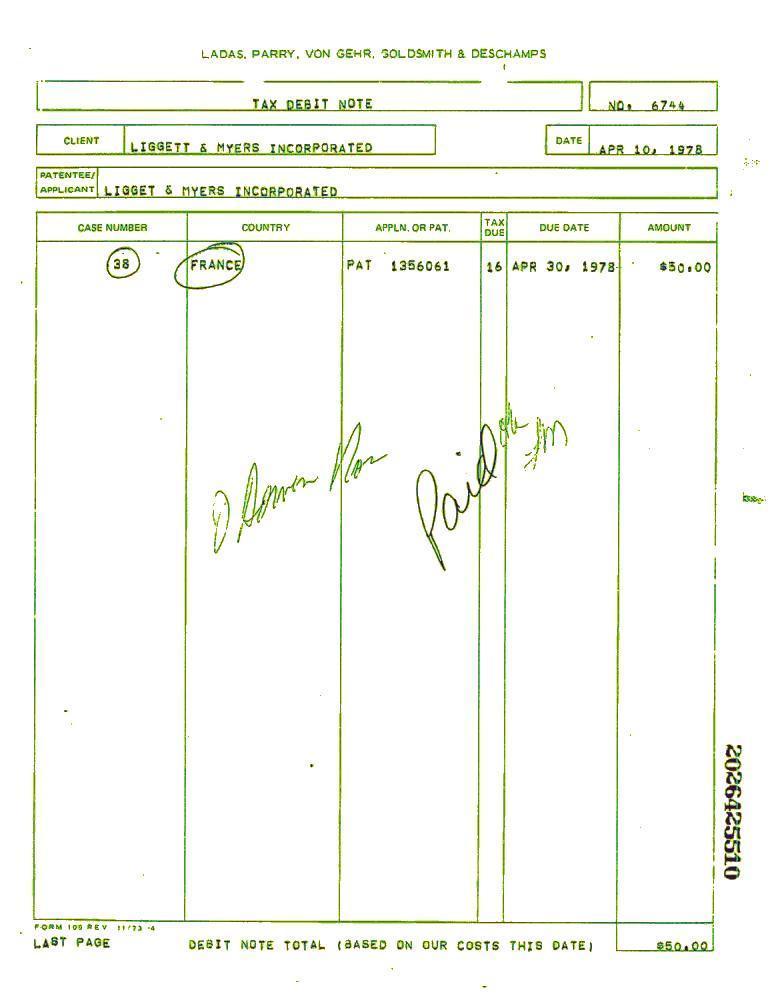 LADAS, PARRY, VON GEHR, GOLDSMITH & DESCHAMPS
TAX DEBIT NOTE NO. 6744
CLIENT LIGGETT & MYERS INCORPORATED DATE APR 10, 1978
PATENTEE/
APPLICANT LIGGET & MYERS INCORPORATED
CASE NUMBER COUNTRY APPLN. OR PAT. TAX DUE DUE DATE AMOUNT
38 FRANCE PAT 1356061 16 APR 30, 1978 $50.00
Paid
2026425510
FORM 109 REV 11/73 -4
LAST PAGE DEBIT NOTE TOTAL (BASED ON OUR COSTS THIS DATE) $50.00